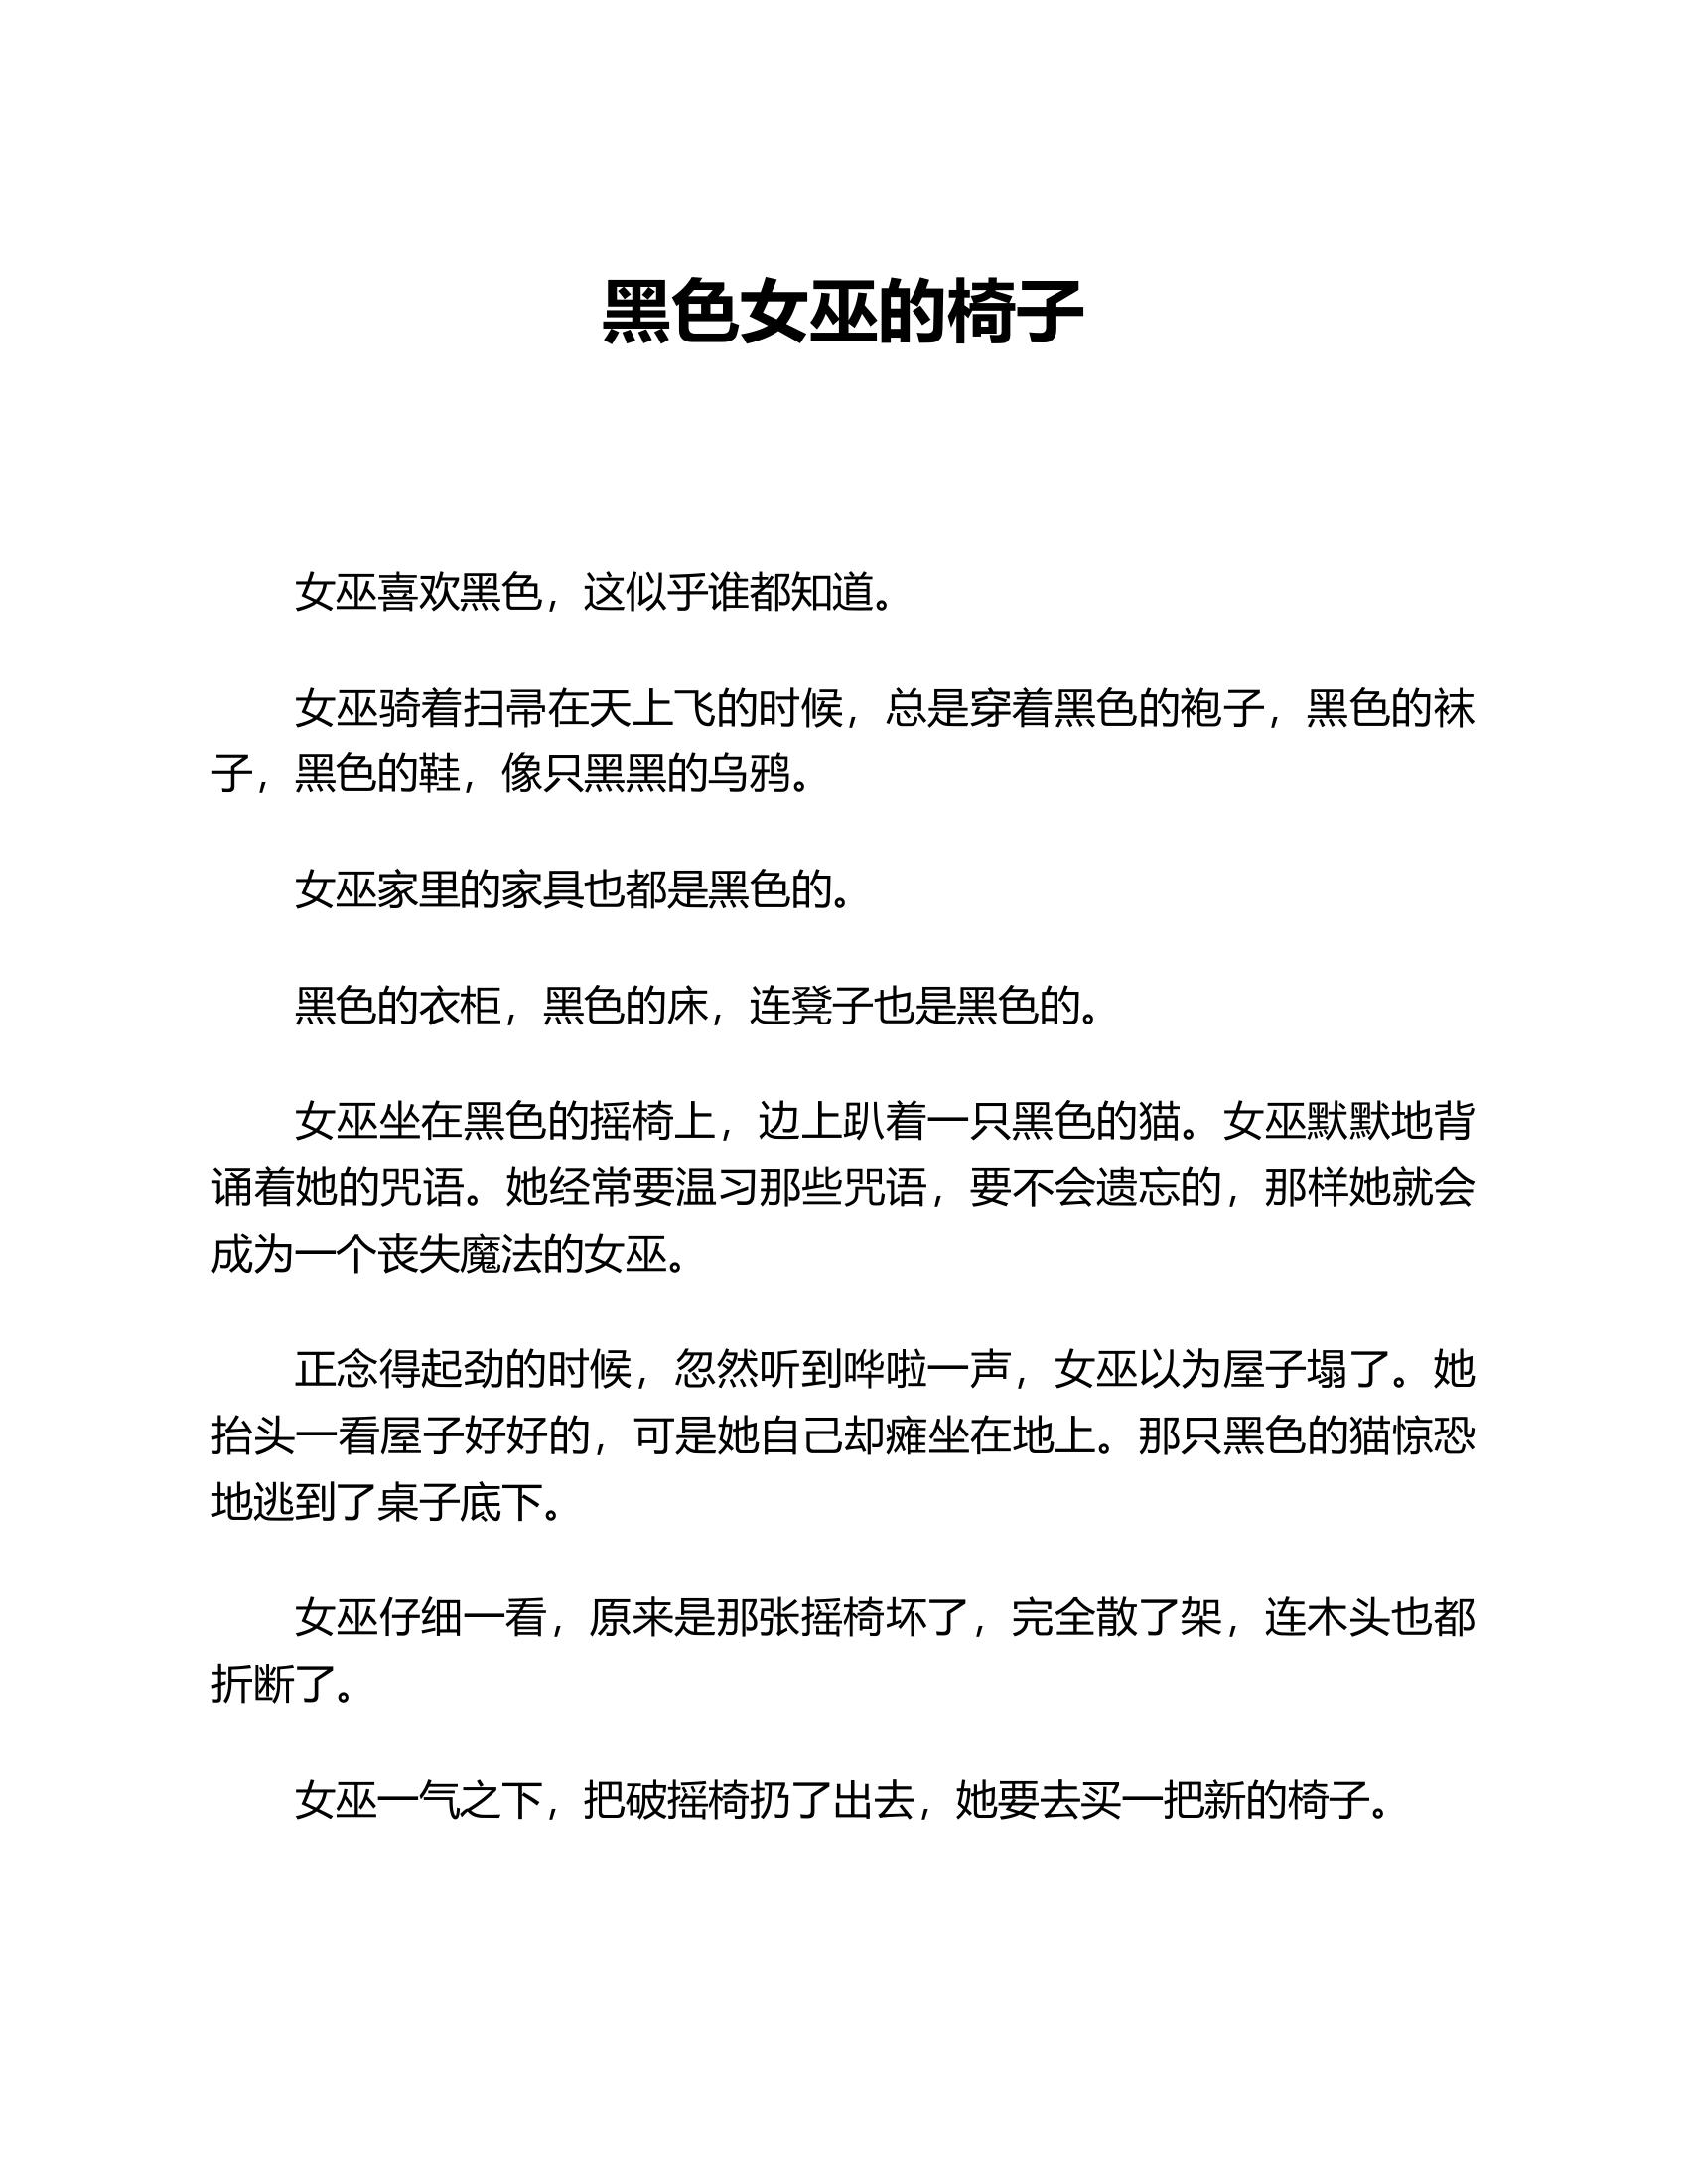 黑色女巫的椅子
女巫喜欢黑色，这似乎谁都知道。
女巫骑着扫帚在天上飞的时候，总是穿着黑色的袍子，黑色的袜
子，黑色的鞋，像只黑黑的乌鸦。
女巫家里的家具也都是黑色的。
黑色的衣柜，黑色的床，连凳子也是黑色的。
女巫坐在黑色的摇椅上，边上趴着一只黑色的猫。女巫默默地背
诵着她的咒语。她经常要温习那些咒语，要不会遗忘的，那样她就会
成为一个丧失魔法的女巫。
正念得起劲的时候，忽然听到哗啦一声，女巫以为屋子塌了。她
抬头一看屋子好好的，可是她自己却瘫坐在地上。那只黑色的猫惊恐
地逃到了桌子底下。
女巫仔细一看，原来是那张摇椅坏了，完全散了架，连木头也都
折断了。
女巫一气之下，把破摇椅扔了出去，她要去买一把新的椅子。